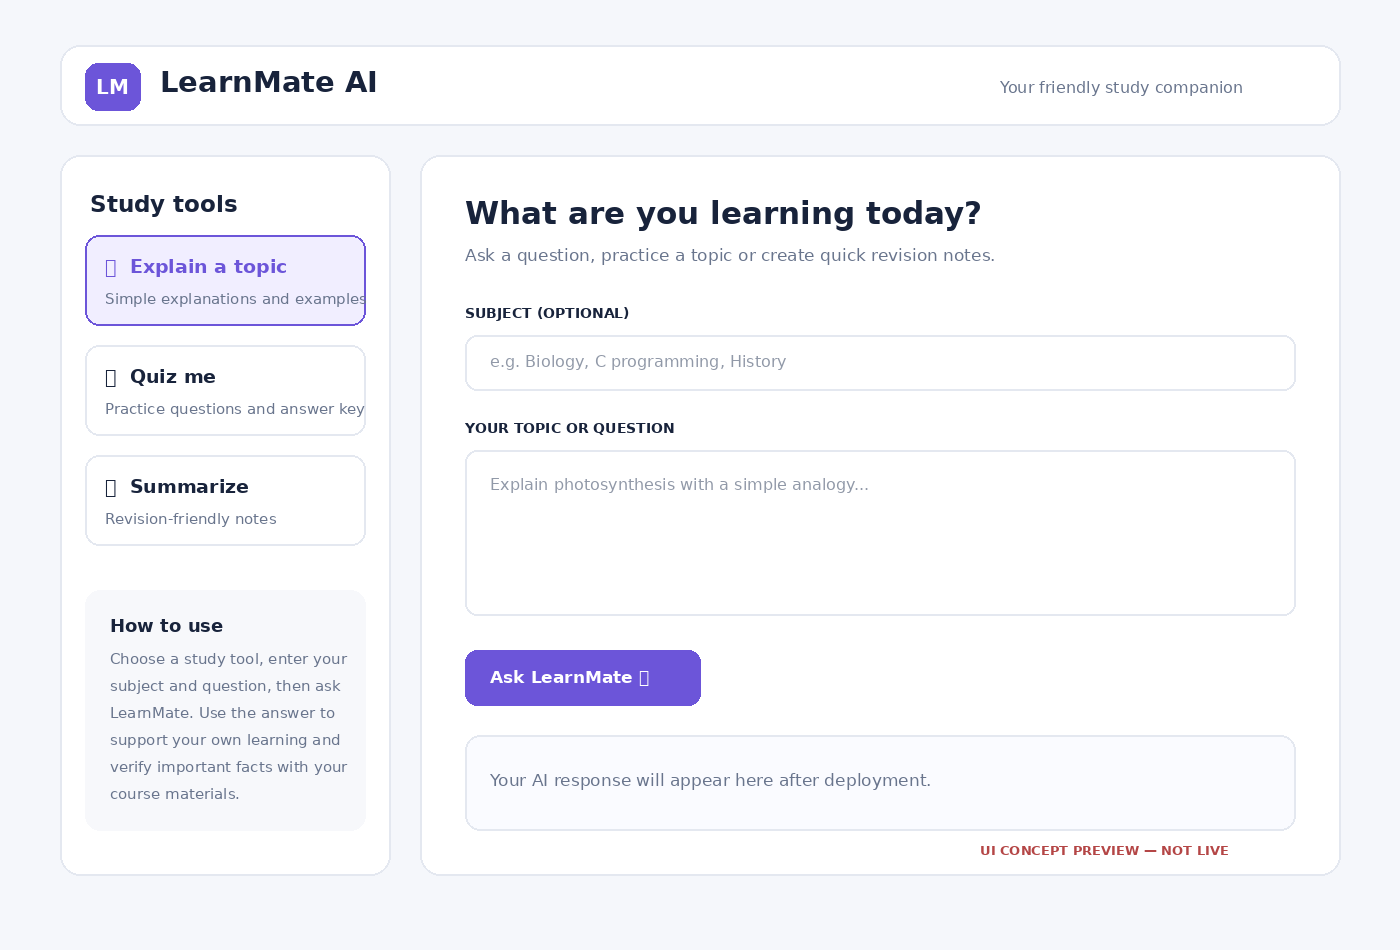 LM
LearnMate AI
Your friendly study companion
Study tools
Explain a topic
Simple explanations and examples
Quiz me
Practice questions and answer key
Summarize
Revision-friendly notes
How to use
Choose a study tool, enter your
subject and question, then ask
LearnMate. Use the answer to
support your own learning and
verify important facts with your
course materials.
What are you learning today?
Ask a question, practice a topic or create quick revision notes.
SUBJECT (OPTIONAL)
e.g. Biology, C programming, History
YOUR TOPIC OR QUESTION
Explain photosynthesis with a simple analogy...
Ask LearnMate
Your AI response will appear here after deployment.
UI CONCEPT PREVIEW — NOT LIVE